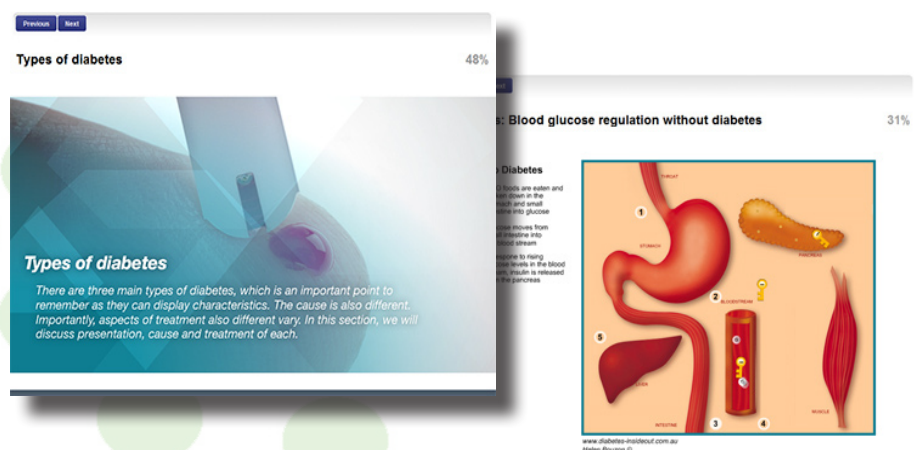 Previous Next
Types of diabetes
48%
Types of diabetes
There are three main types of diabetes, which is an important point to
remember as they can display characteristics. The cause is also different.
Importantly, aspects of treatment also different vary. In this section, we will
discuss presentation, cause and treatment of each.
: Blood glucose regulation without diabetes
31%
Diabetes
foods are eaten and
down in the
and small
into glucose
moves from
intestine into
blood stream
to rising
levels in the blood
insulin is released
the pancreas
THROAT
1
STOMACH
PANCREAS
2
BLOODSTREAM
5
LIVER
INTESTINE
3
4
MUSCLE
www.diabetes-insideout.com.au